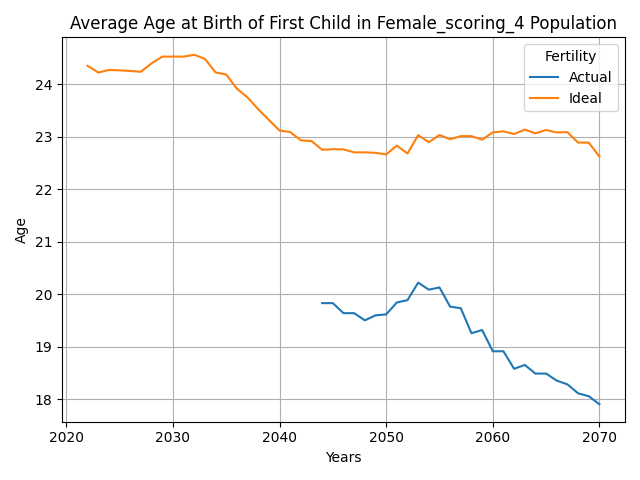 Average Age at Birth of First Child in Female_scoring_4 Population
Fertility
Actual
Ideal
Age
24
23
22
21
20
19
18
2020
2030
2040
2050
2060
2070
Years